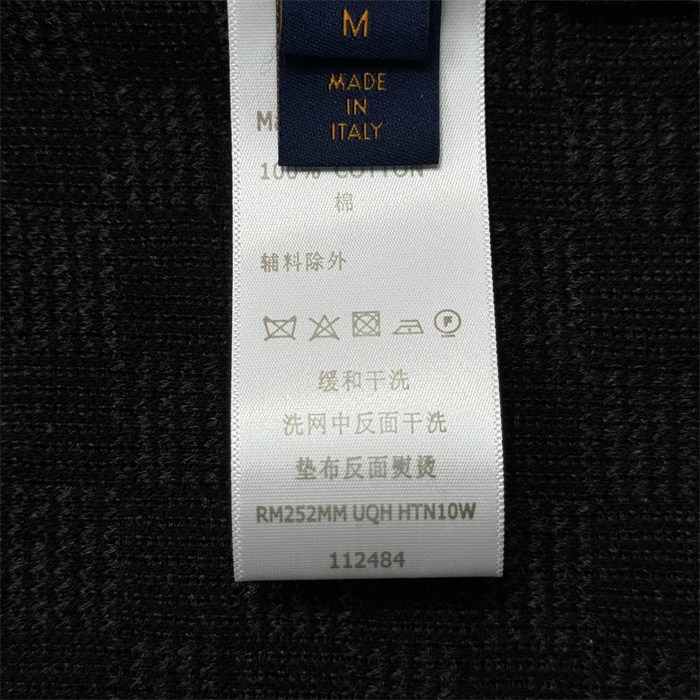 M
MADE
IN
ITALY
100% COTTON
棉
辅料除外
缓和干洗
洗网中反面干洗
垫布反面熨烫
RM252MM UQH HTN10W
112484